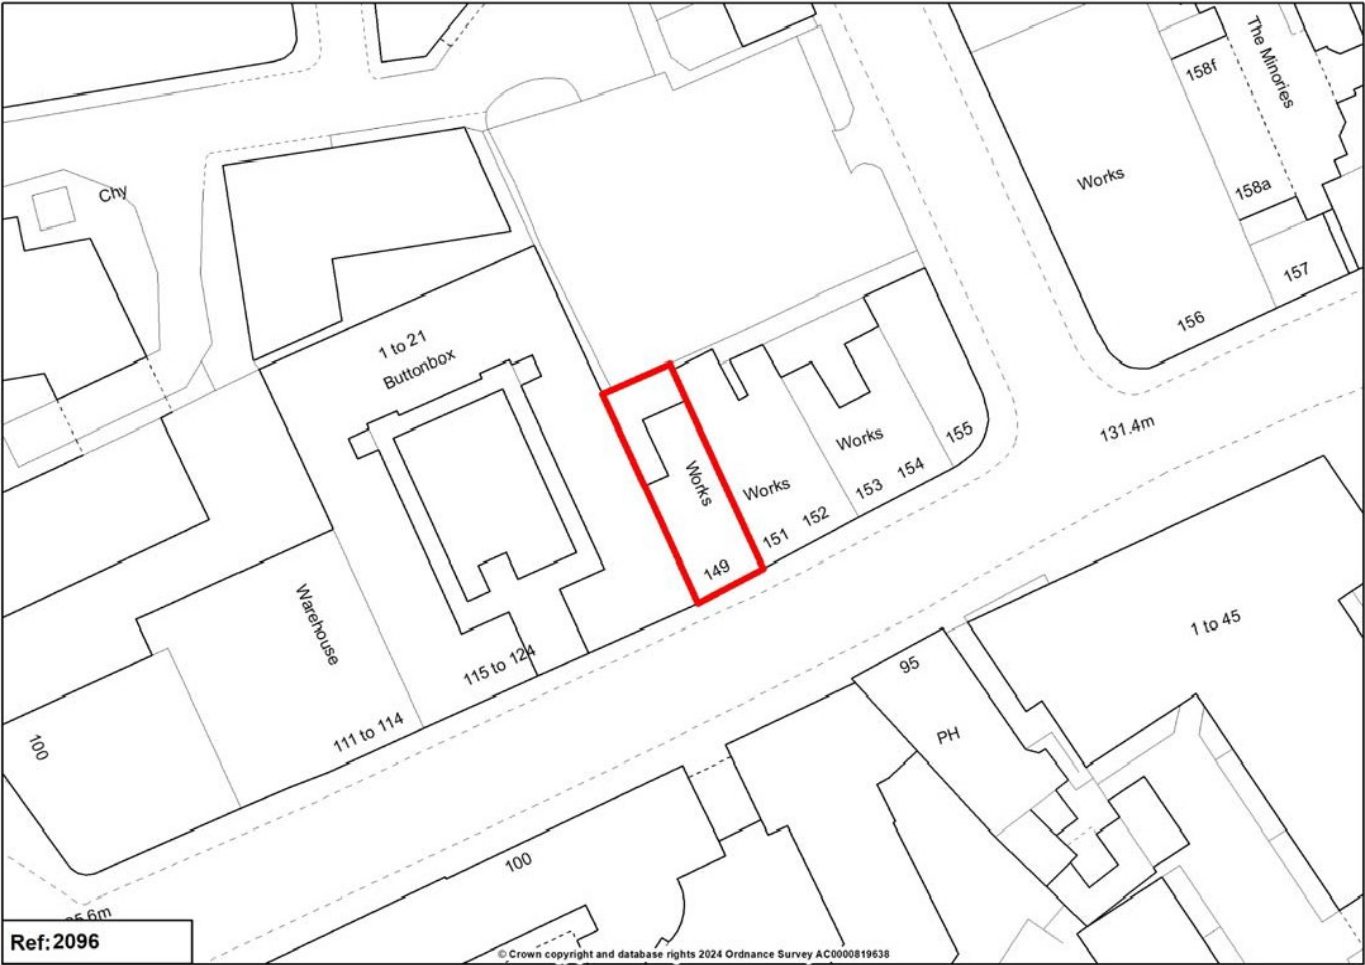 The Minories
158f
Chy
Works
158a
157
156
1 to 21
Buttonbox
131.4m
155
Works
154
153
Works
Works
152
151
149
Warehouse
1 to 45
115 to 124
95
PH
111 to 114
100
100
5.6m
Ref:2096
© Crown copyright and database rights 2024 Ordnance Survey AC0000819638